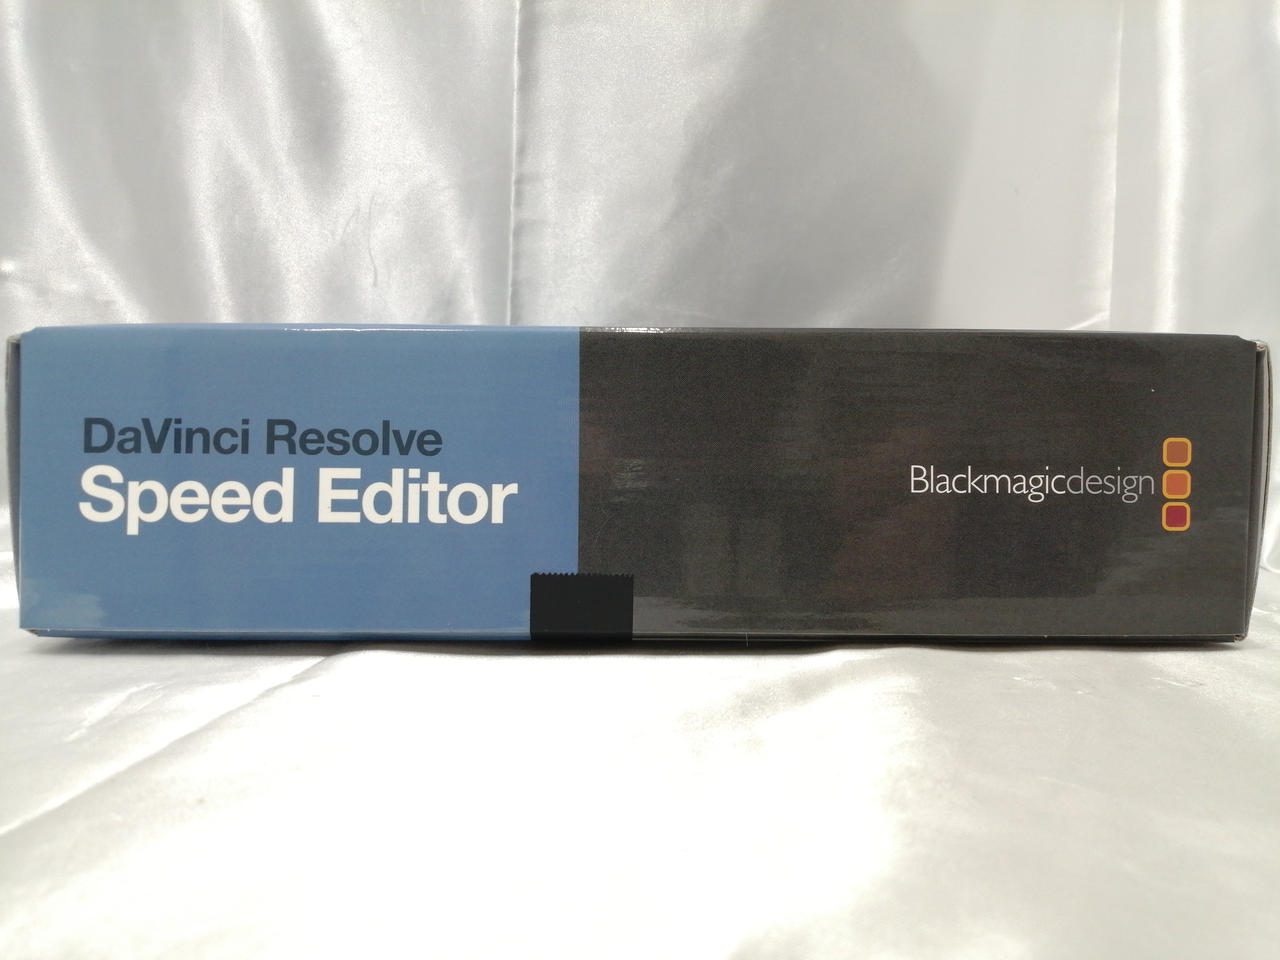 DaVinci Resolve
Speed Editor
Blackmagicdesign